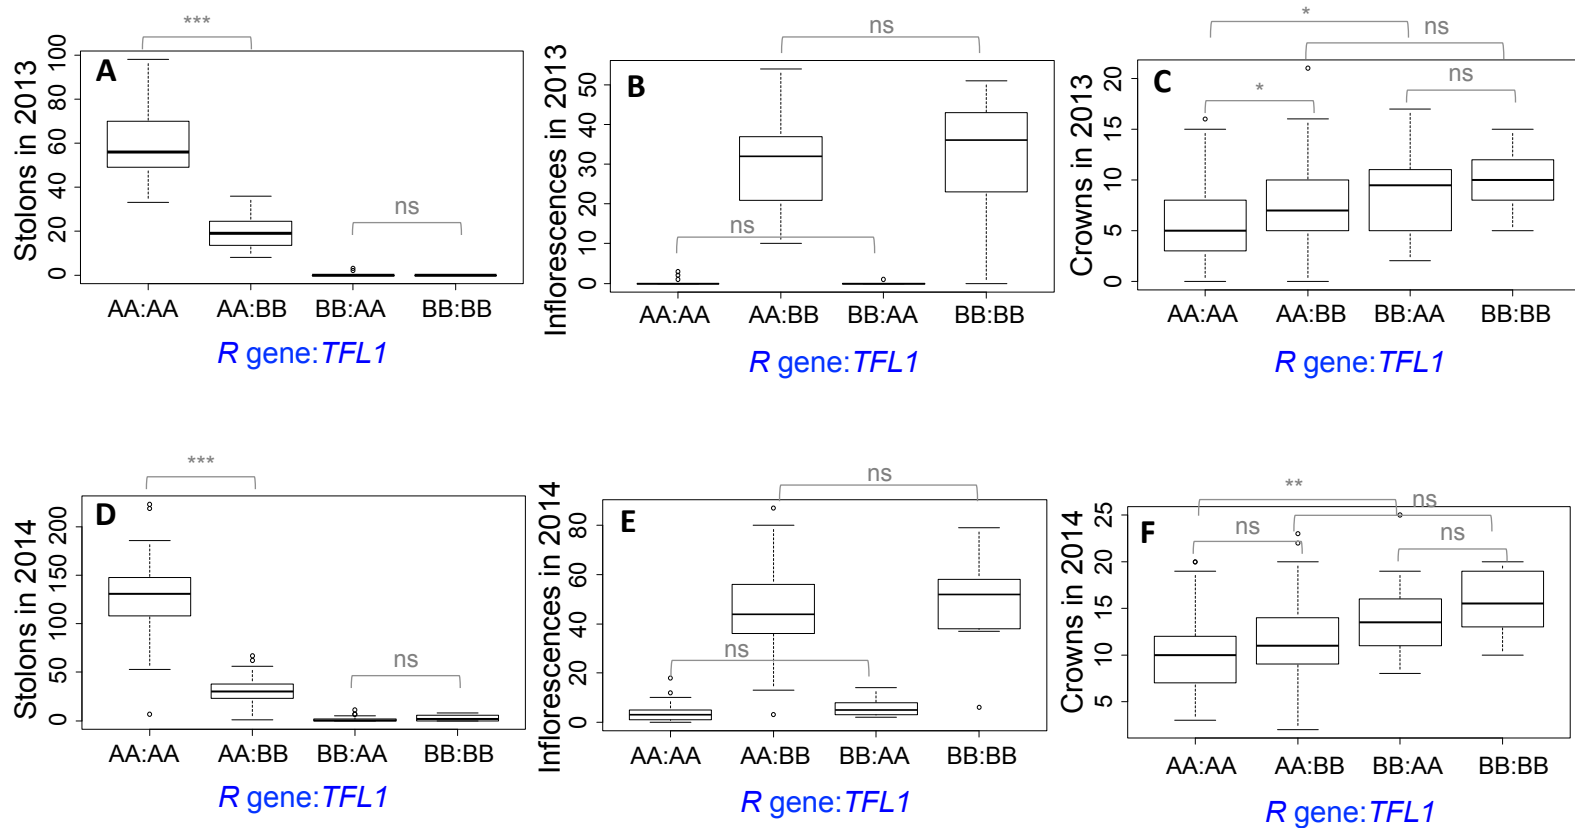 ***
A
Stolons in 2013
0 20 40 60 80 100
ns
AA:AA AA:BB BB:AA BB:BB
R gene:TFL1
ns
B
Inflorescences in 2013
0 10 20 30 40 50
ns
AA:AA AA:BB BB:AA BB:BB
R gene:TFL1
*
ns
C
Crowns in 2013
0 5 10 15 20
*
ns
AA:AA AA:BB BB:AA BB:BB
R gene:TFL1
***
D
Stolons in 2014
0 50 100 150 200
ns
AA:AA AA:BB BB:AA BB:BB
R gene:TFL1
ns
E
Inflorescences in 2014
0 20 40 60 80
ns
AA:AA AA:BB BB:AA BB:BB
R gene:TFL1
**
ns
F
Crowns in 2014
5 10 15 20 25
ns
ns
AA:AA AA:BB BB:AA BB:BB
R gene:TFL1